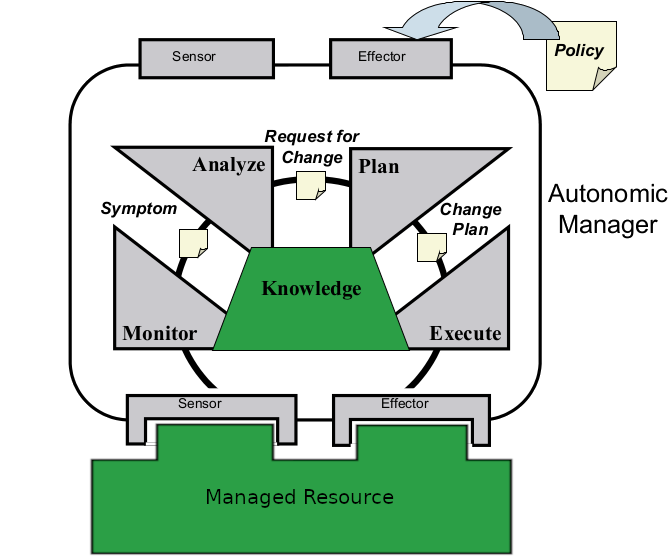 Policy
Sensor
Effector
Request for
Change
Analyze
Plan
Autonomic
Manager
Symptom
Change
Plan
Knowledge
Monitor
Execute
Sensor
Effector
Managed Resource